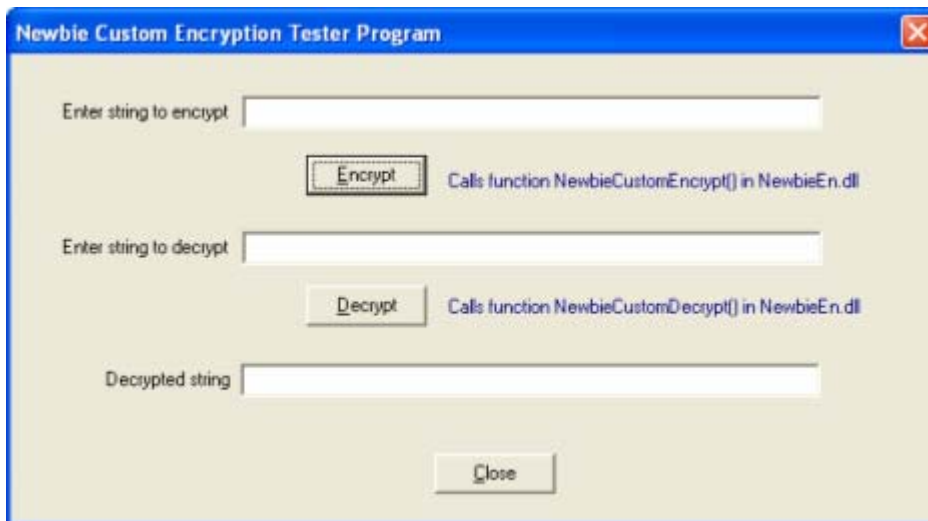 Newbie Custom Encryption Tester Program
Enter string to encrypt
Encrypt
Calls function NewbieCustomEncrypt() in NewbieEn.dll
Enter string to decrypt
Decrypt
Calls function NewbieCustomDecrypt() in NewbieEn.dll
Decrypted string
Close